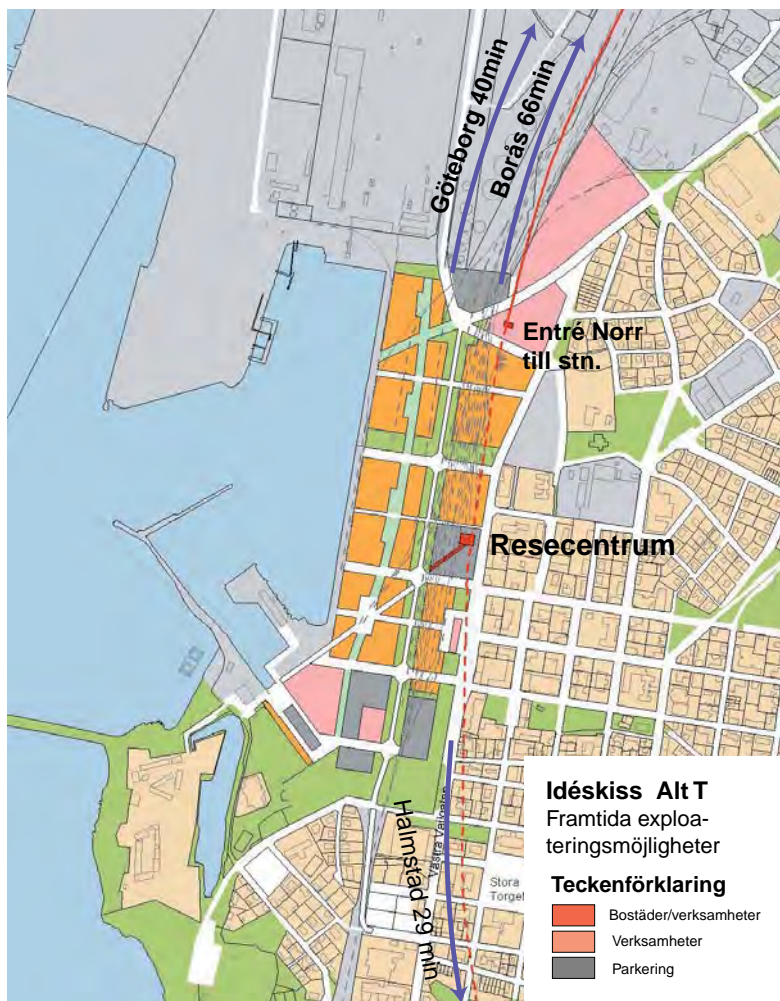 Göteborg 40min
Borås 66min
Entré Norr
till stn.
Resecentrum
Halmstad 29 min
Västra Vallgatan
Stora
Torget
Idéskiss Alt T
Framtida exploa-
teringsmöjligheter
Teckenförklaring
Bostäder/verksamheter
Verksamheter
Parkering